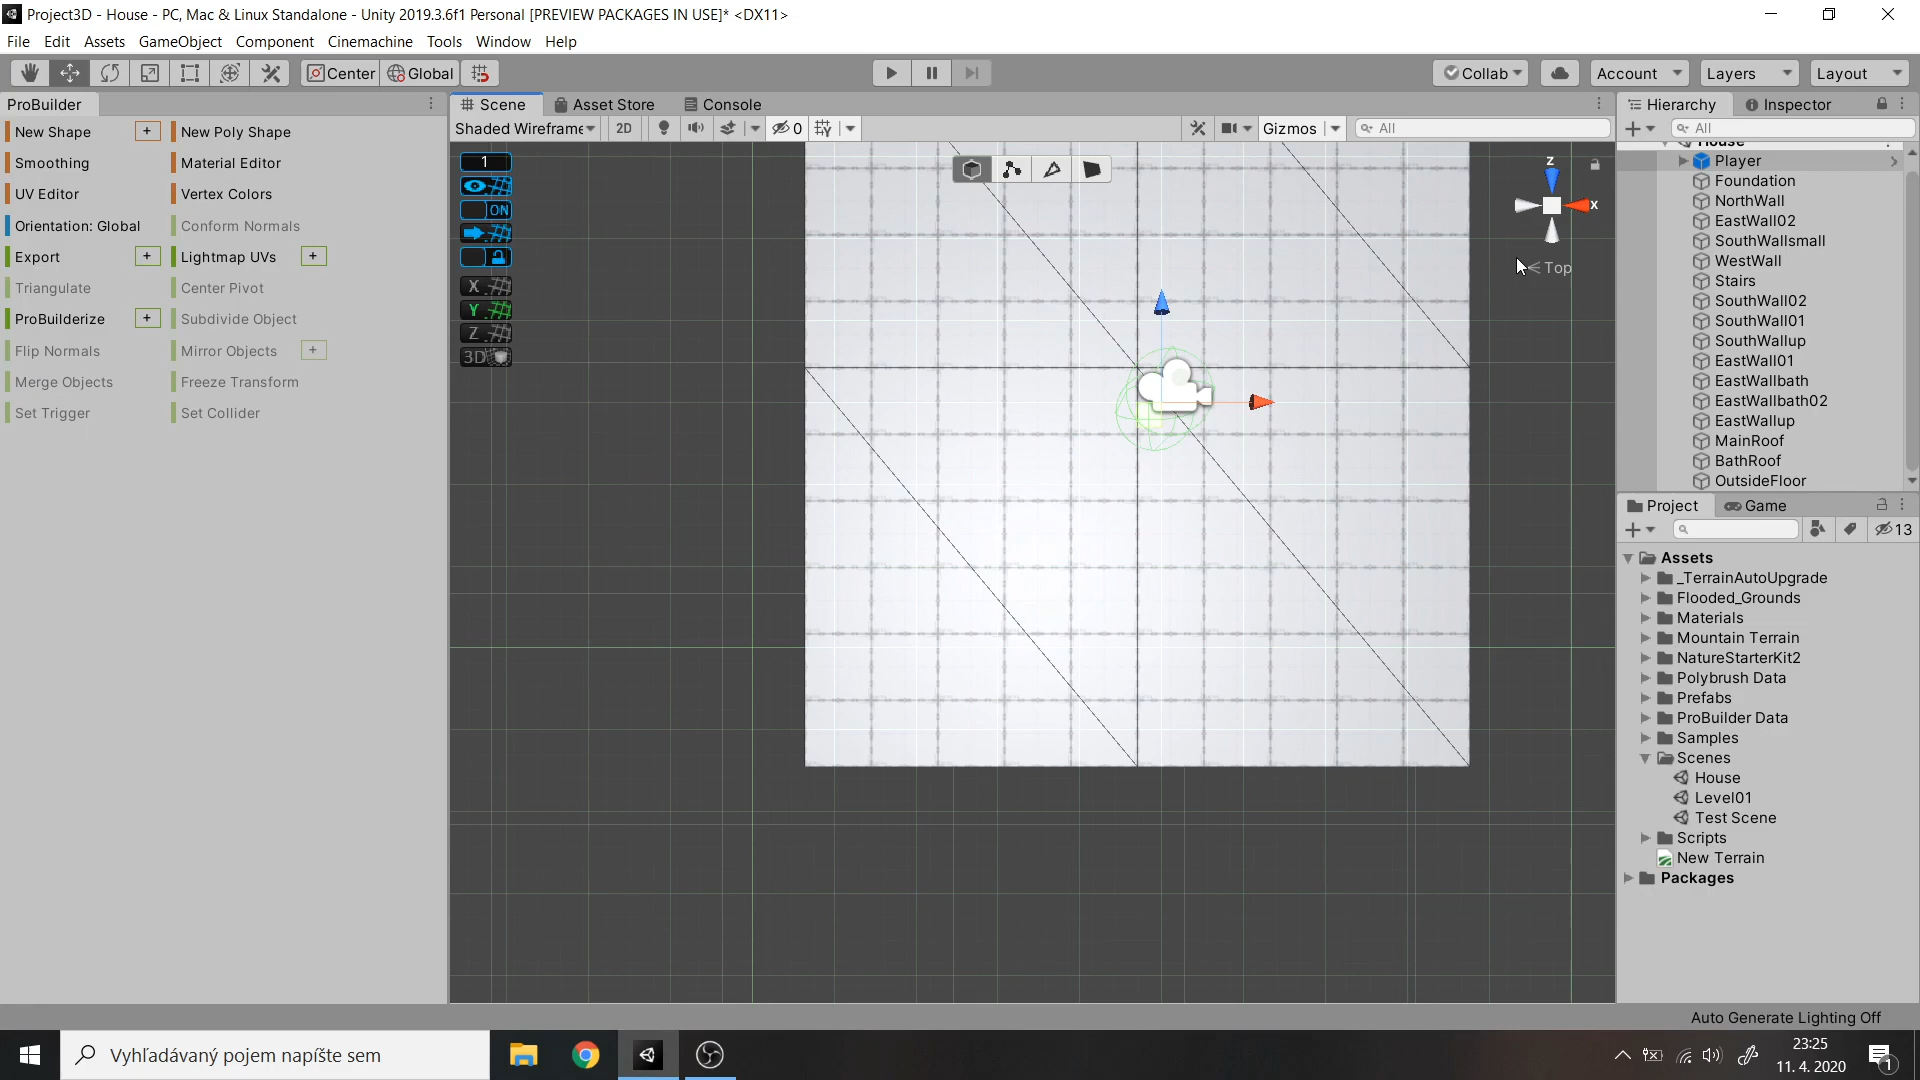 Project3D - House - PC, Mac & Linux Standalone - Unity 2019.3.6f1 Personal [PREVIEW PACKAGES IN USE]* <DX11>
File Edit Assets GameObject Component Cinemachine Tools Window Help
Center Global Collab Account Layers Layout
ProBuilder
New Shape + New Poly Shape
Smoothing Material Editor
UV Editor Vertex Colors
Orientation: Global Conform Normals
Export + Lightmap UVs +
Triangulate Center Pivot
ProBuilderize + Subdivide Object
Flip Normals Mirror Objects +
Merge Objects Freeze Transform
Set Trigger Set Collider
Scene Asset Store Console
Shaded Wireframe 2D 0 Gizmos All
1
ON
X
Y
Z
3D
z
x
Top
Hierarchy Inspector
All
House
Player
Foundation
NorthWall
EastWall02
SouthWallsmall
WestWall
Stairs
SouthWall02
SouthWall01
SouthWallup
EastWall01
EastWallbath
EastWallbath02
EastWallup
MainRoof
BathRoof
OutsideFloor
Project Game
13
Assets
_TerrainAutoUpgrade
Flooded_Grounds
Materials
Mountain Terrain
NatureStarterKit2
Polybrush Data
Prefabs
ProBuilder Data
Samples
Scenes
House
Level01
Test Scene
Scripts
New Terrain
Packages
Auto Generate Lighting Off
Vyhľadávaný pojem napíšte sem
23:25
11. 4. 2020
1